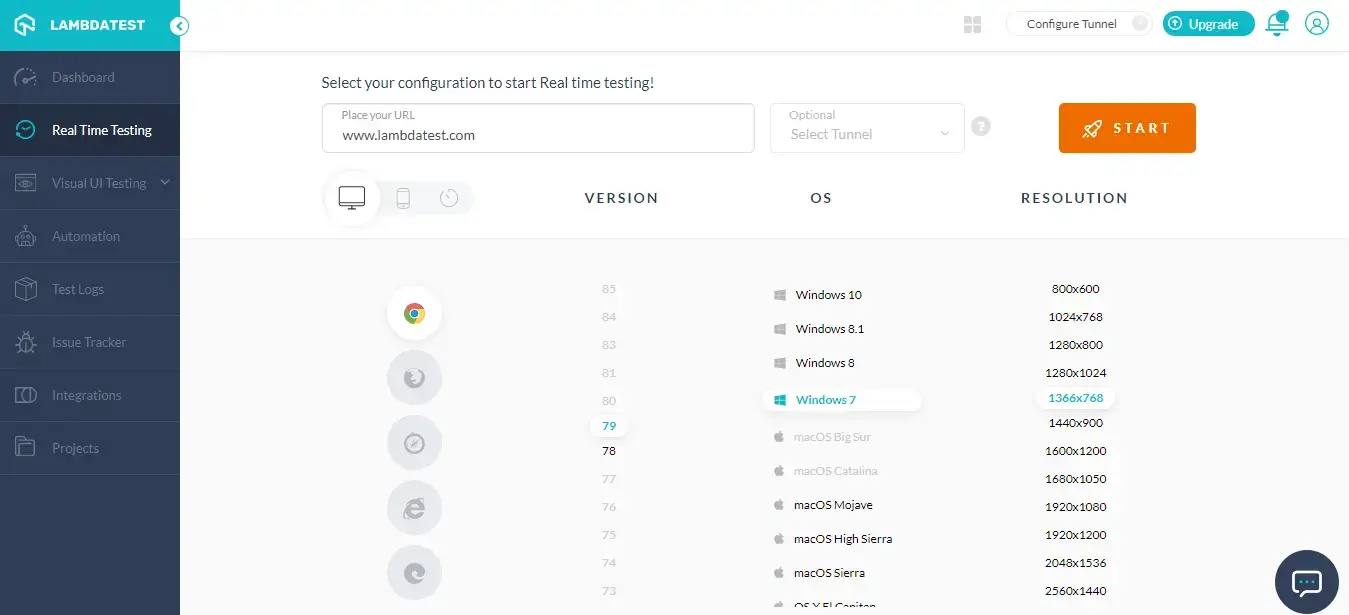 LAMBDATEST
Configure Tunnel
Upgrade
Dashboard
Real Time Testing
Visual UI Testing
Automation
Test Logs
Issue Tracker
Integrations
Projects
Select your configuration to start Real time testing!
Place your URL
www.lambdatest.com
Optional
Select Tunnel
?
START
VERSION
OS
RESOLUTION
85
84
83
81
80
79
78
77
76
75
74
73
Windows 10
Windows 8.1
Windows 8
Windows 7
macOS Big Sur
macOS Catalina
macOS Mojave
macOS High Sierra
macOS Sierra
OS X El Capitan
800x600
1024x768
1280x800
1280x1024
1366x768
1440x900
1600x1200
1680x1050
1920x1080
1920x1200
2048x1536
2560x1440